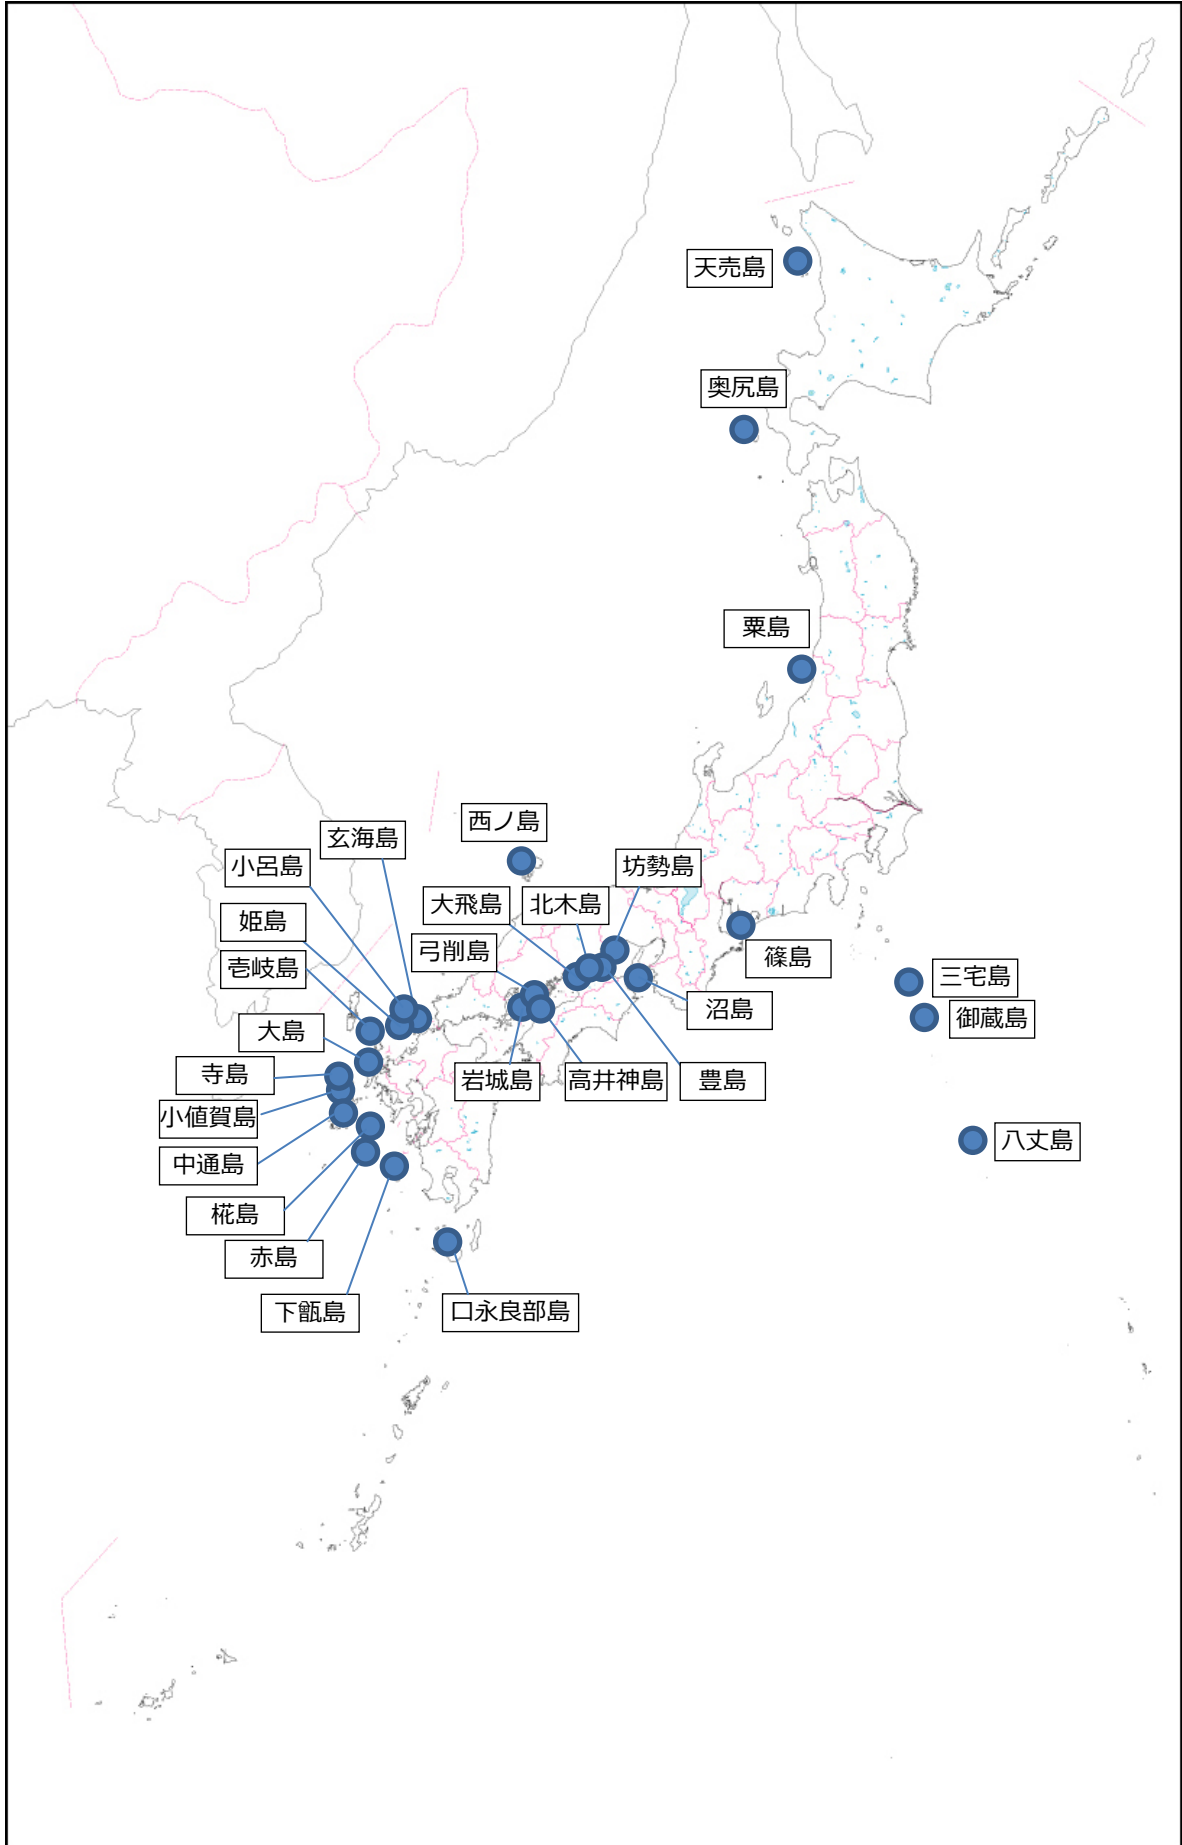 天売島
奥尻島
粟島
西ノ島
玄海島
小呂島
坊勢島
大飛島
北木島
姫島
弓削島
壱岐島
篠島
三宅島
沼島
御蔵島
大島
寺島
岩城島
高井神島
豊島
小値賀島
八丈島
中通島
椛島
赤島
下甑島
口永良部島